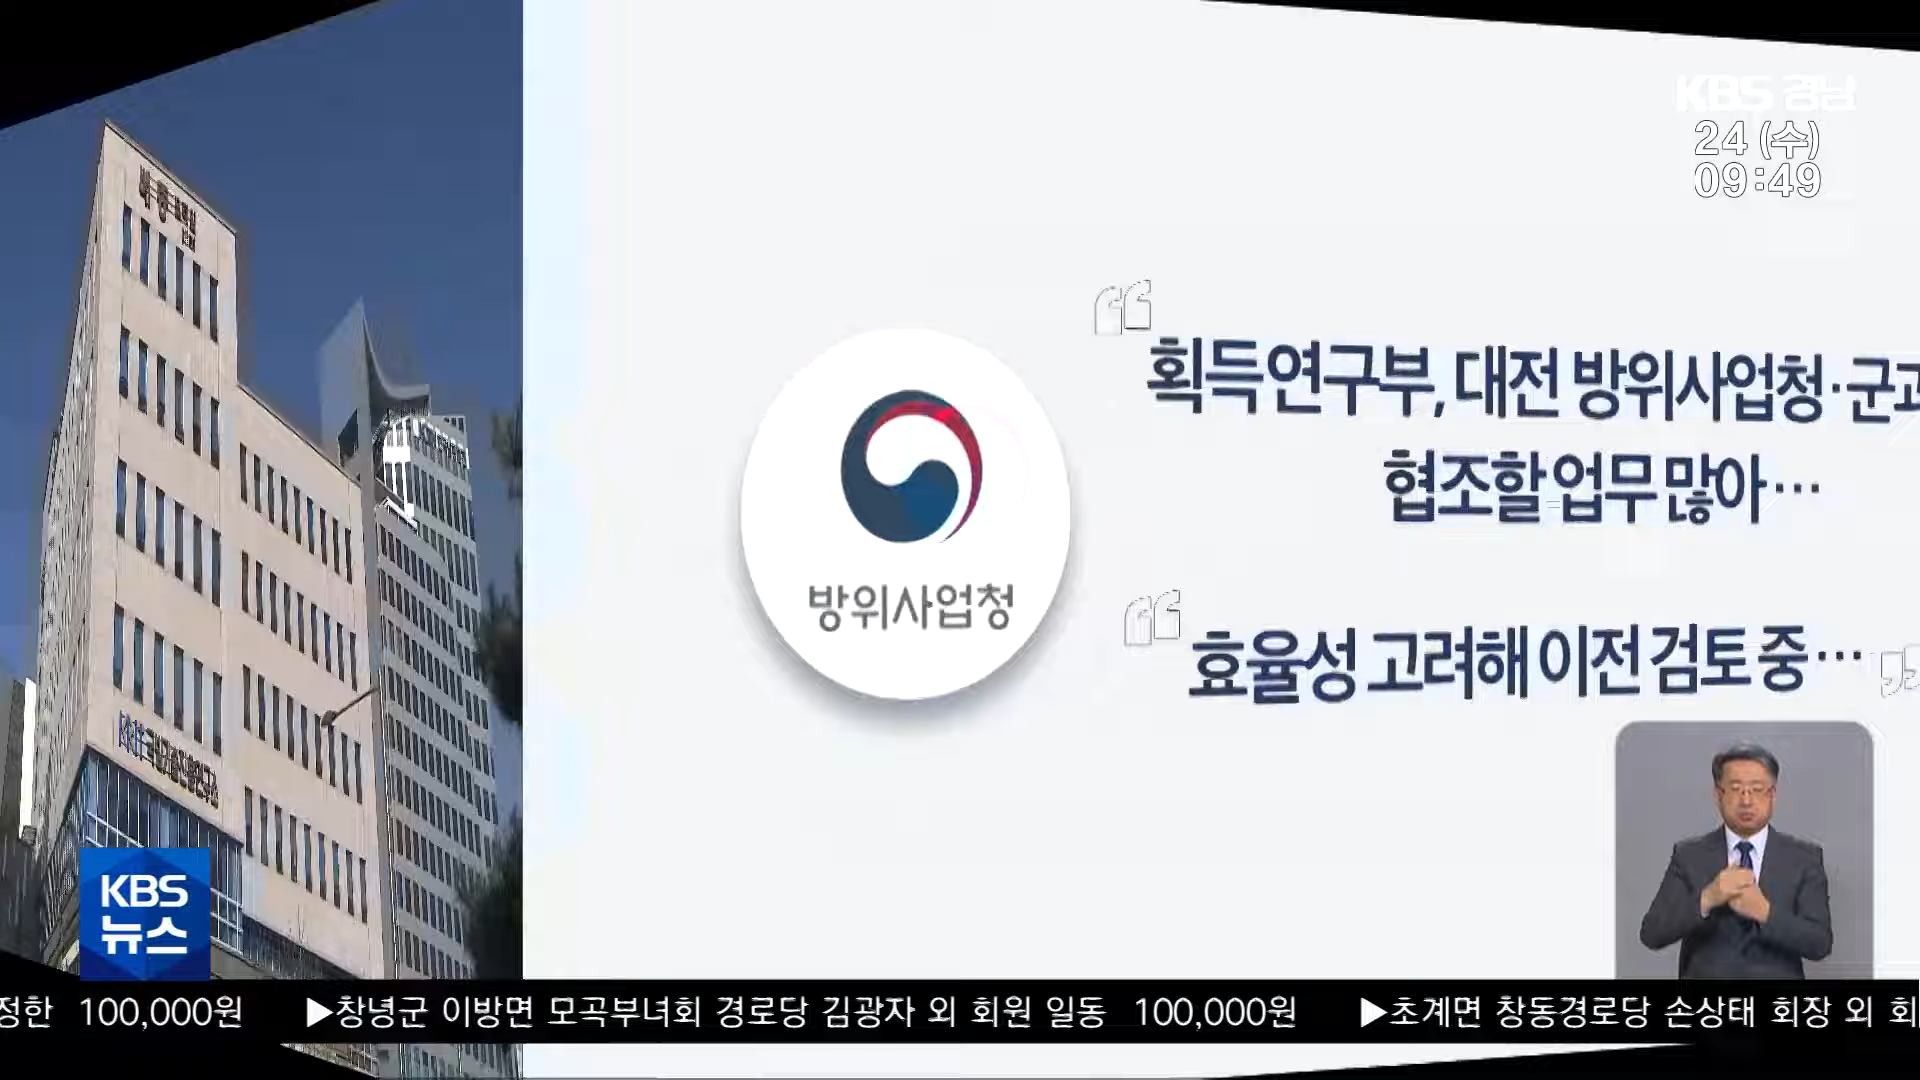 KBS 경남
24 (수)
09:49
“획득연구부, 대전 방위사업청·군과
협조할 업무 많아…
방위사업청
“효율성 고려해 이전 검토 중…”
KBS
뉴스
정한 100,000원 ▶창녕군 이방면 모곡부녀회 경로당 김광자 외 회원 일동 100,000원 ▶초계면 창동경로당 손상태 회장 외 회